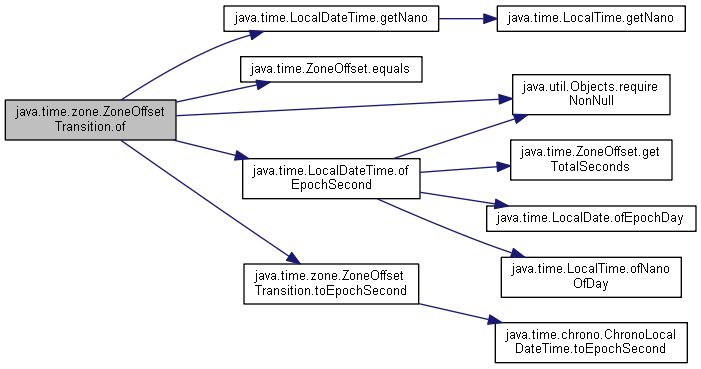 java.time.LocalDateTime.getNano
java.time.LocalTime.getNano
java.time.ZoneOffset.equals
java.util.Objects.require
NonNull
java.time.zone.ZoneOffset
Transition.of
java.time.ZoneOffset.get
TotalSeconds
java.time.LocalDateTime.of
EpochSecond
java.time.LocalDate.ofEpochDay
java.time.LocalTime.ofNano
OfDay
java.time.zone.ZoneOffset
Transition.toEpochSecond
java.time.chrono.ChronoLocal
DateTime.toEpochSecond